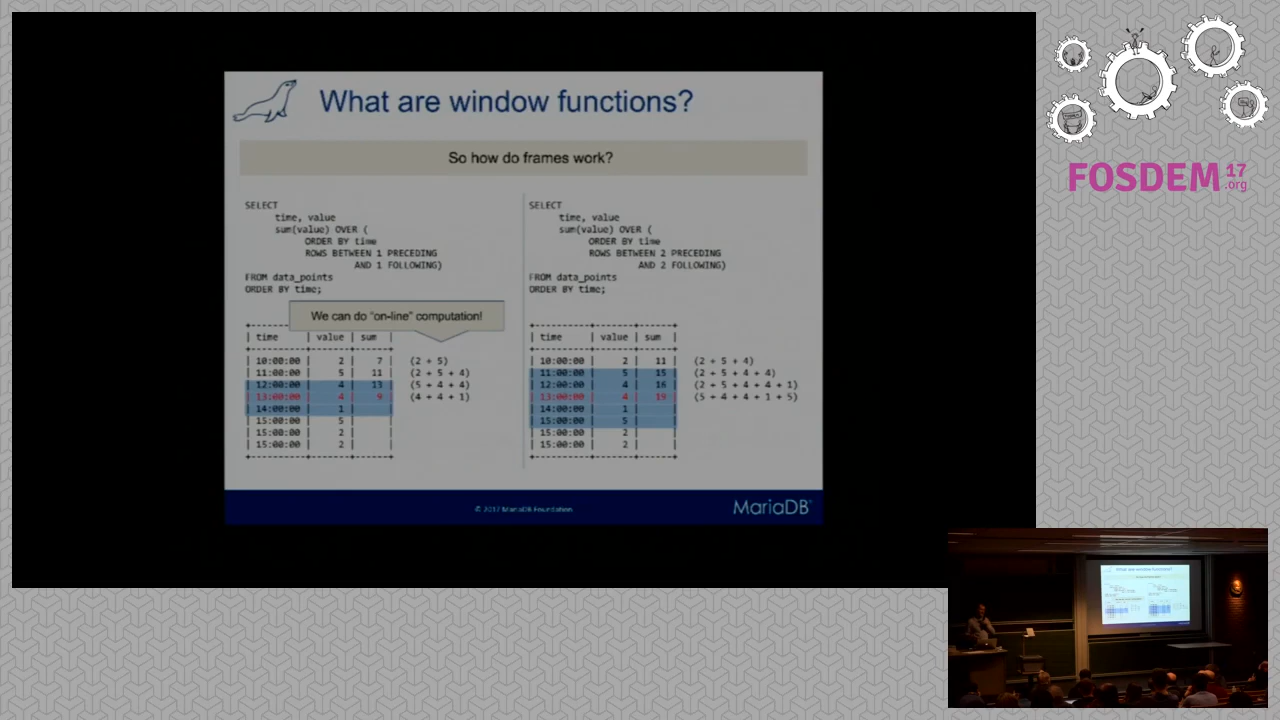 What are window functions?
So how do frames work?
SELECT
time, value
sum(value) OVER (
ORDER BY time
ROWS BETWEEN 1 PRECEDING
AND 1 FOLLOWING)
FROM data_points
ORDER BY time;
We can do "on-line" computation!
| time | value | sum |
| 10:00:00 | 2 | 7 | (2 + 5)
| 11:00:00 | 5 | 11 | (2 + 5 + 4)
| 12:00:00 | 4 | 13 | (5 + 4 + 4)
| 13:00:00 | 4 | 9 | (4 + 4 + 1)
| 14:00:00 | 1 | |
| 15:00:00 | 5 | |
| 15:00:00 | 2 | |
| 15:00:00 | 2 | |
SELECT
time, value
sum(value) OVER (
ORDER BY time
ROWS BETWEEN 2 PRECEDING
AND 2 FOLLOWING)
FROM data_points
ORDER BY time;
| time | value | sum |
| 10:00:00 | 2 | 11 | (2 + 5 + 4)
| 11:00:00 | 5 | 15 | (2 + 5 + 4 + 4)
| 12:00:00 | 4 | 16 | (2 + 5 + 4 + 4 + 1)
| 13:00:00 | 4 | 19 | (5 + 4 + 4 + 1 + 5)
| 14:00:00 | 1 | |
| 15:00:00 | 5 | |
| 15:00:00 | 2 | |
| 15:00:00 | 2 | |
© 2017 MariaDB Foundation
MariaDB
FOSDEM 17
.org